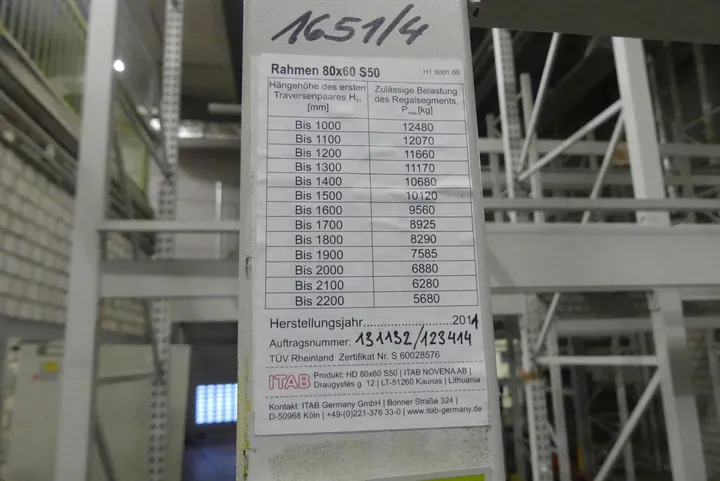 1651/4
Rahmen 80x60 S50 H1.9001.00
Hängehöhe des ersten Zulässige Belastung
Traversenpaares H01 des Regalsegments,
[mm] Pmax [kg]
Bis 1000 12480
Bis 1100 12070
Bis 1200 11660
Bis 1300 11170
Bis 1400 10680
Bis 1500 10120
Bis 1600 9560
Bis 1700 8925
Bis 1800 8290
Bis 1900 7585
Bis 2000 6880
Bis 2100 6280
Bis 2200 5680
Herstellungsjahr..........................2011
Auftragsnummer: 131132/123414
TÜV Rheinland Zertifikat Nr. S 60028576
ITAB Produkt: HD 80x60 S50 | ITAB NOVENA AB |
Draugystės g. 12 | LT-51260 Kaunas | Lithuania
Kontakt: ITAB Germany GmbH | Bonner Straße 324 |
D-50968 Köln | +49-(0)221-376 33-0 | www.itab-germany.de